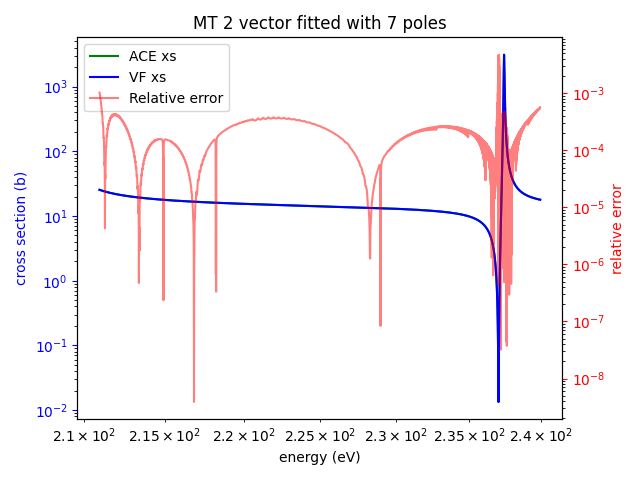 MT 2 vector fitted with 7 poles
ACE xs
VF xs
Relative error
cross section (b)
10³
10²
10¹
10⁰
10⁻¹
10⁻²
10⁻³
10⁻⁴
10⁻⁵
10⁻⁶
10⁻⁷
10⁻⁸
relative error
2.1 × 10² 2.15 × 10² 2.2 × 10² 2.25 × 10² 2.3 × 10² 2.35 × 10² 2.4 × 10²
energy (eV)